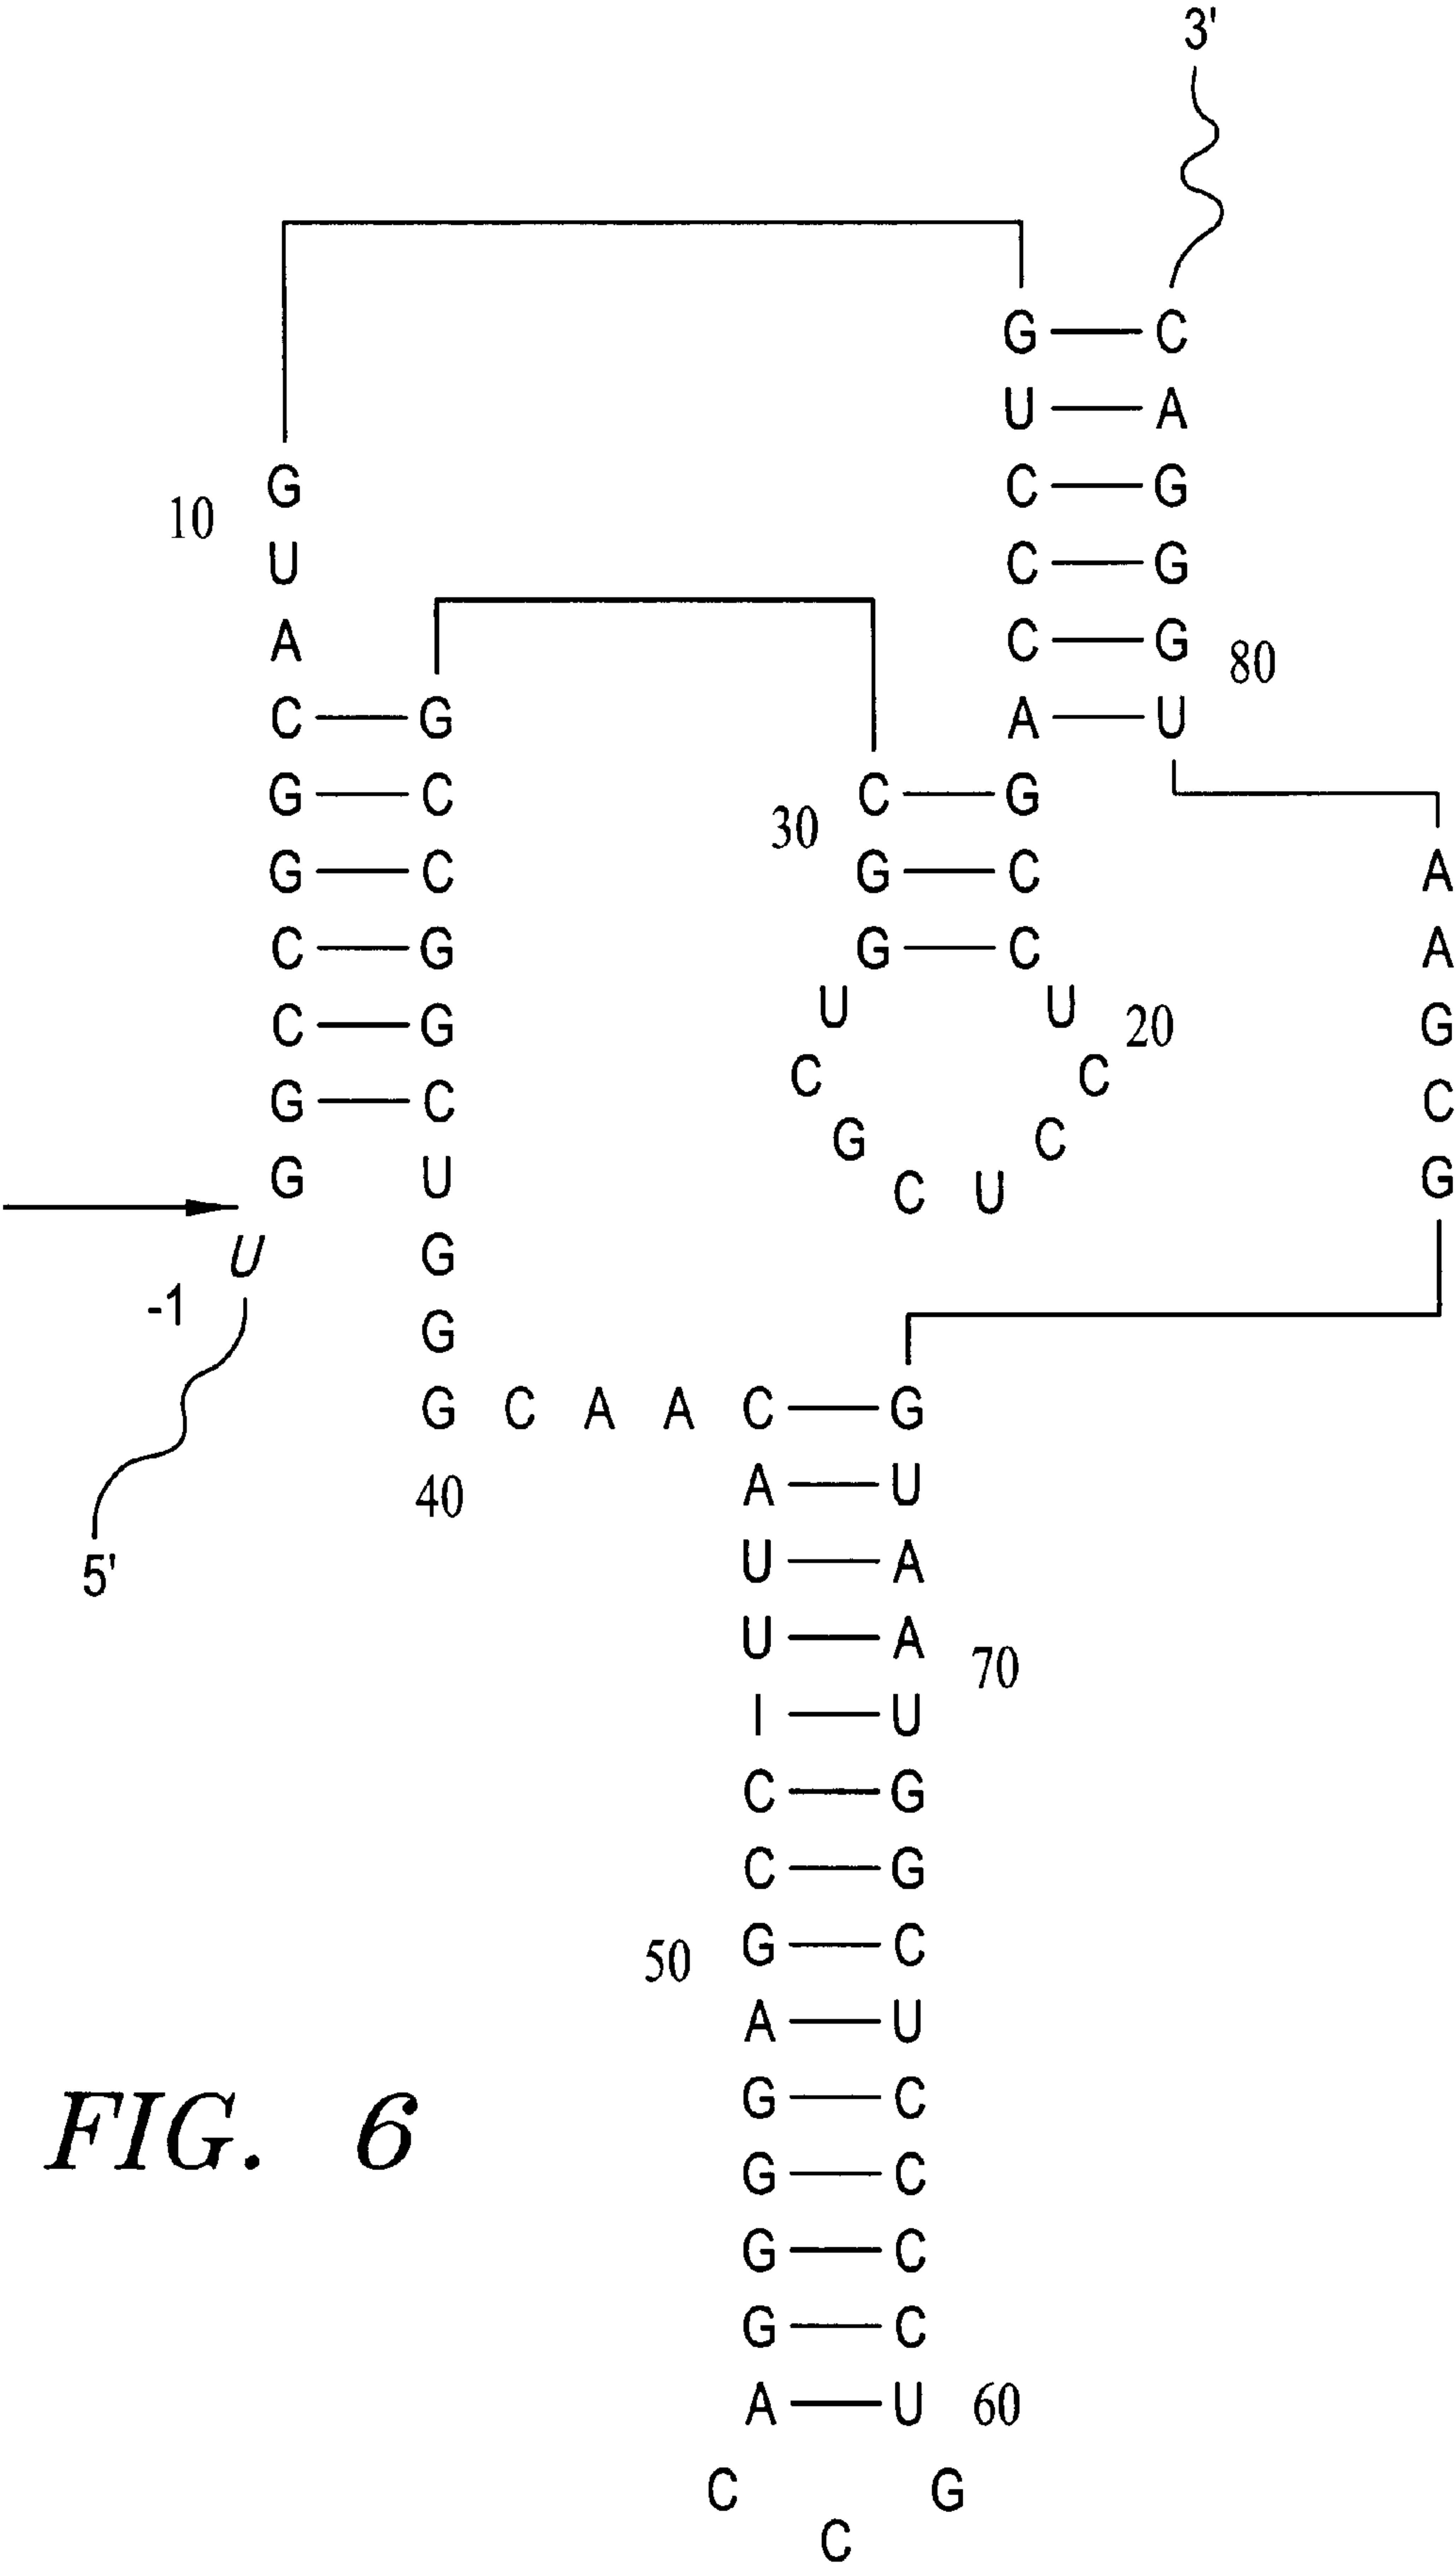 3'
G C
U A
G C G
10
C G
U
A C G 80
C G A U
G C C G
30
G C G C A
C G G C A
U U
20
C G G
C C
G C C
G C
G U C U G
U
-1 G
G
G C A A C G
40
A U
5'
U A
U A
70
I U
C G
C G
50 G C
A U
G C
FIG. 6
G C
G C
G C
A U 60
C G
C